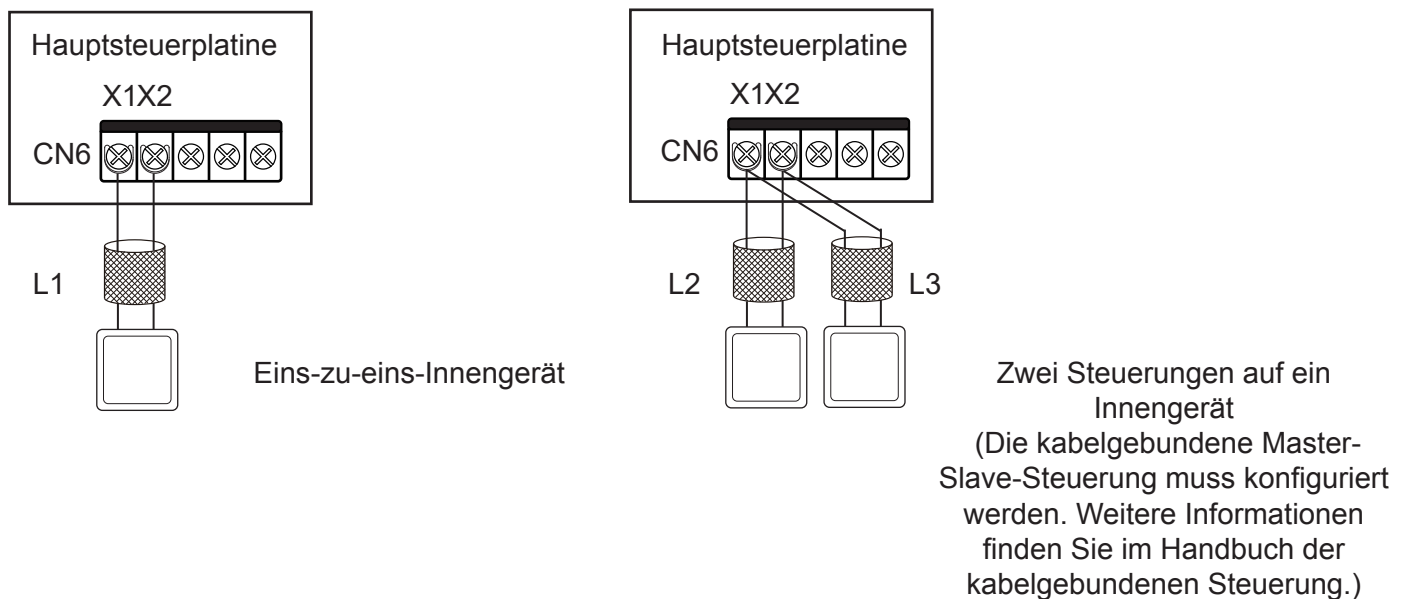 Hauptsteuerplatine
X1X2
CN6
L1
Eins-zu-eins-Innengerät
Hauptsteuerplatine
X1X2
CN6
L2
L3
Zwei Steuerungen auf ein
Innengerät
(Die kabelgebundene Master-
Slave-Steuerung muss konfiguriert
werden. Weitere Informationen
finden Sie im Handbuch der
kabelgebundenen Steuerung.)